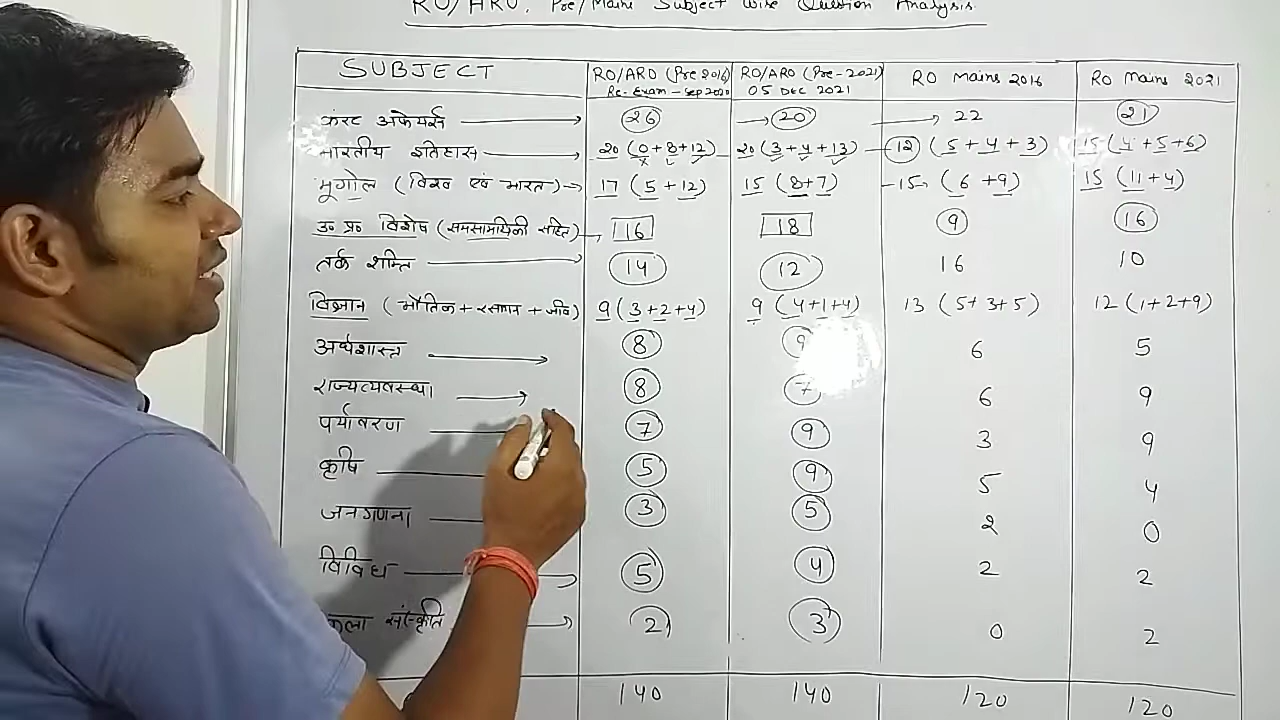 RO/ARO, Pre/Mains Subject wise Question Analysis
SUBJECT RO/ARO (Pre 2016) Re-Exam - Sep 2020 RO/ARO (Pre-2021) 05 DEC 2021 RO Mains 2016 RO Mains 2021
करंट अफेयर्स 26 20 22 21
भारतीय इतिहास 20 (0+8+12) 20 (3+4+13) 12 (5+4+3) 15 (4+5+6)
भूगोल (विश्व एवं भारत) 17 (5+12) 15 (8+7) 15 (6+9) 15 (11+4)
उ० प्र० विशेष (समसामयिकी सहित) 16 18 9 16
तर्क शक्ति 14 12 16 10
विज्ञान (भौतिक+रसायन+जीव) 9 (3+2+4) 9 (4+1+4) 13 (5+3+5) 12 (1+2+9)
अर्थशास्त्र 8 9 6 5
राज्यव्यवस्था 8 7 6 9
पर्यावरण 7 9 3 9
कृषि 5 9 5 4
जनगणना 3 5 2 0
विविध 5 4 2 2
कला संस्कृति 2 3 0 2
140 140 120 120